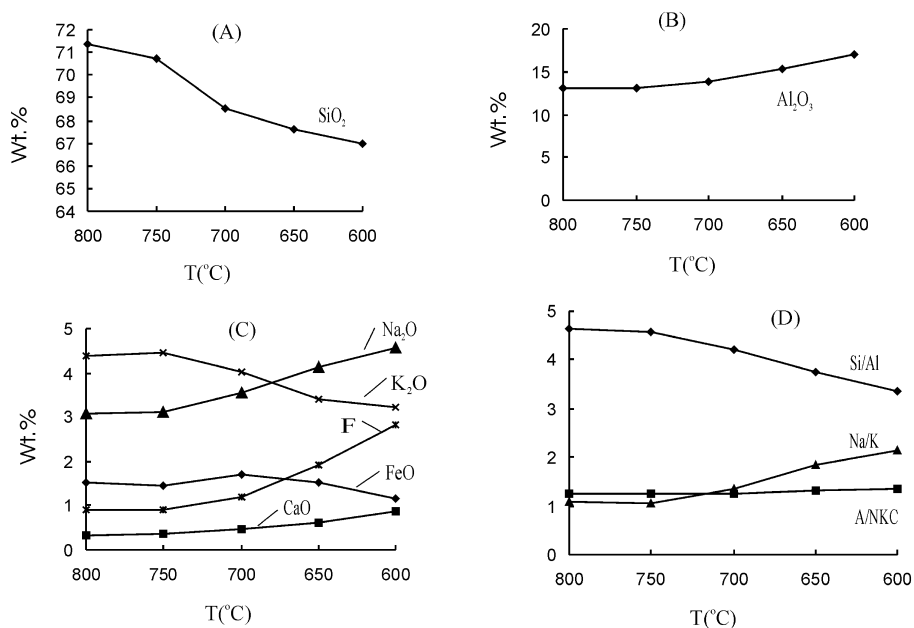 (A)
72
71
70
69
68
67
66
65
64
Wt.%
SiO₂
800 750 700 650 600
T(°C)
(B)
20
15
10
5
0
Wt.%
Al₂O₃
800 750 700 650 600
T(°C)
(C)
5
4
3
2
1
0
Wt.%
Na₂O
K₂O
F
FeO
CaO
800 750 700 650 600
T(°C)
(D)
5
4
3
2
1
0
Si/Al
Na/K
A/NKC
800 750 700 650 600
T(°C)